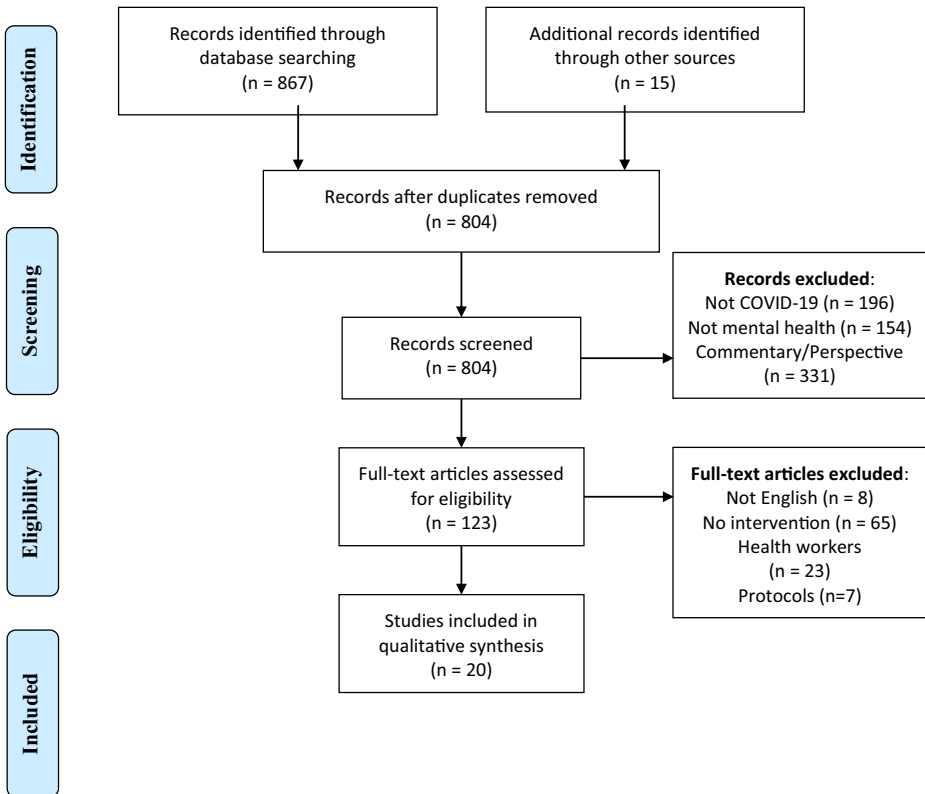 Identification
Records identified through
database searching
(n = 867)
Additional records identified
through other sources
(n = 15)
Records after duplicates removed
(n = 804)
Screening
Records screened
(n = 804)
Records excluded:
Not COVID-19 (n = 196)
Not mental health (n = 154)
Commentary/Perspective
(n = 331)
Eligibility
Full-text articles assessed
for eligibility
(n = 123)
Full-text articles excluded:
Not English (n = 8)
No intervention (n = 65)
Health workers
(n = 23)
Protocols (n=7)
Included
Studies included in
qualitative synthesis
(n = 20)